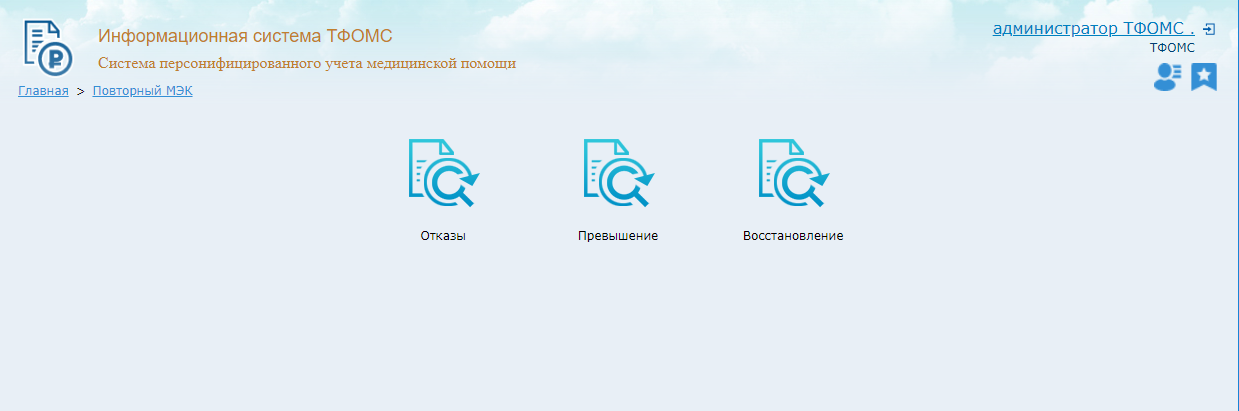 Информационная система ТФОМС
Система персонифицированного учета медицинской помощи
администратор ТФОМС .
ТФОМС
Главная > Повторный МЭК
Отказы Превышение Восстановление